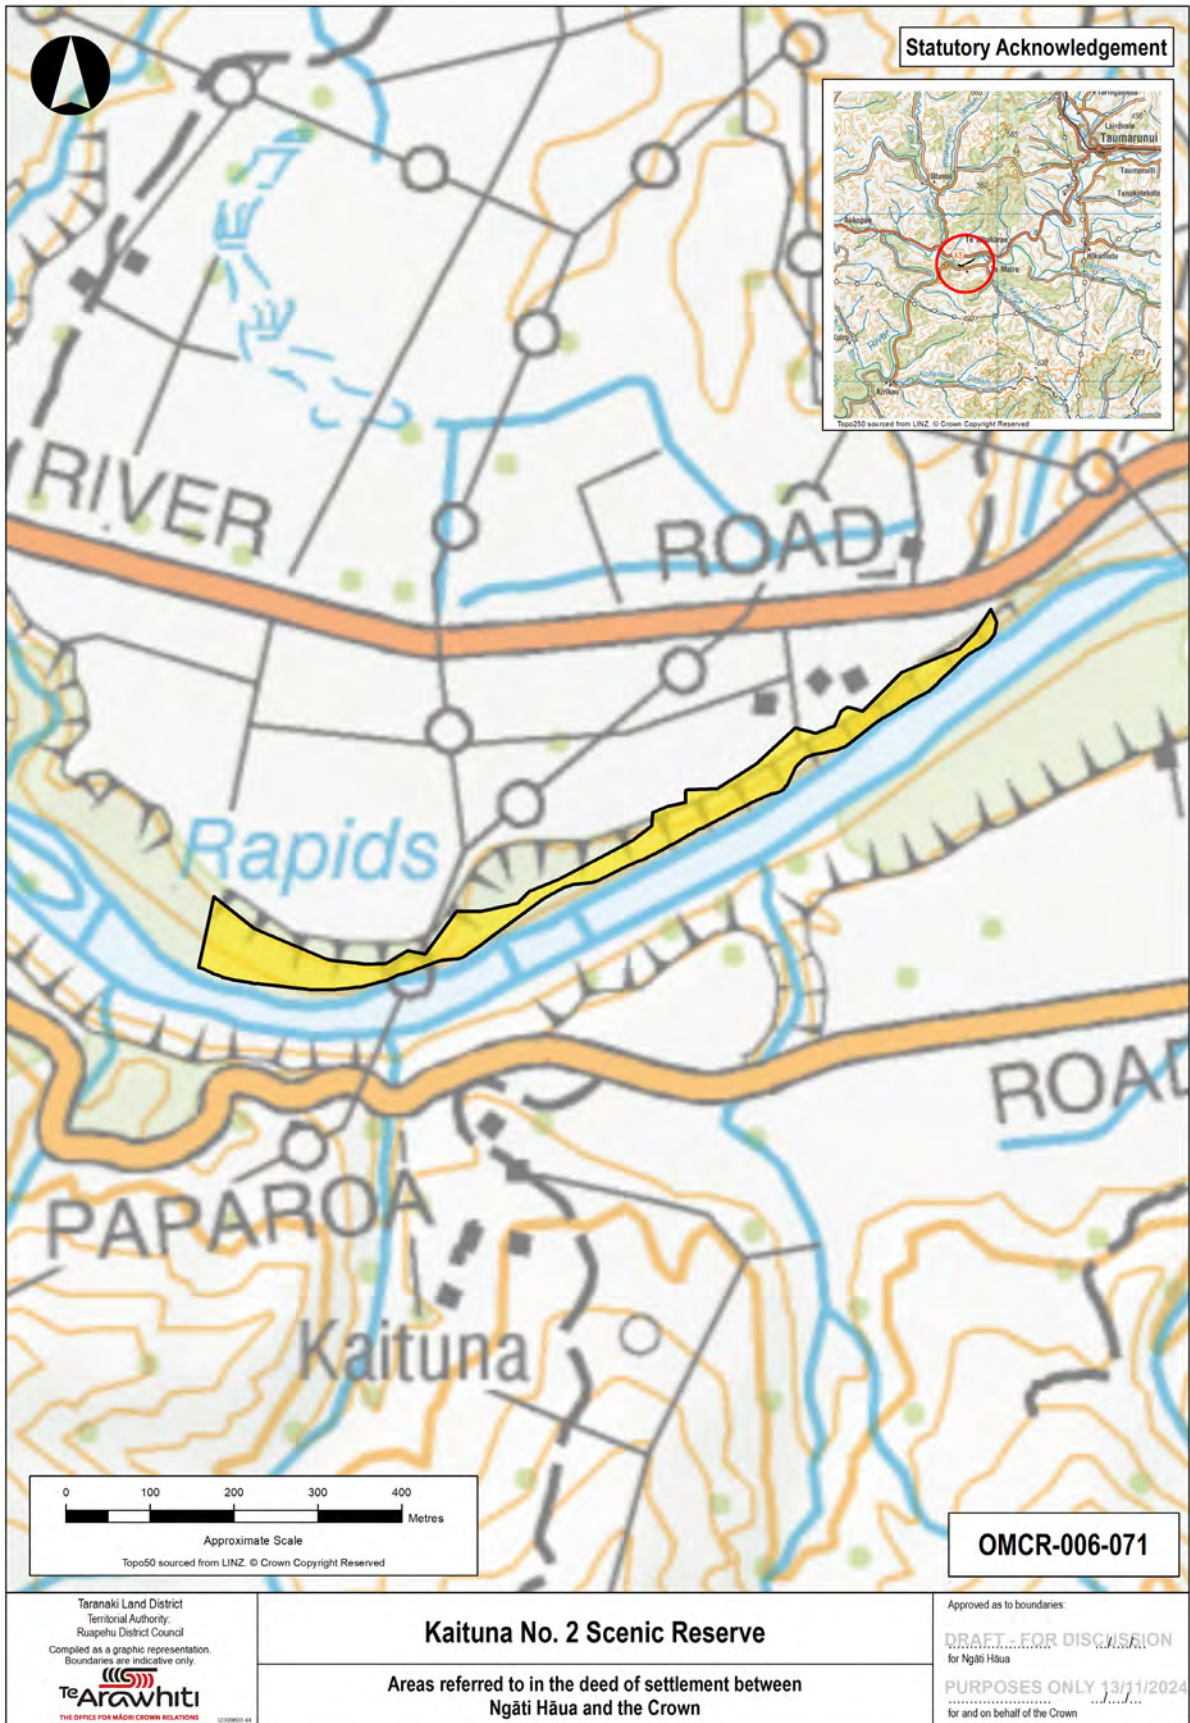 Statutory Acknowledgement
Taumarunui
Kirikau
Topo250 sourced from LINZ. © Crown Copyright Reserved
RIVER
ROAD
Rapids
ROAD
PAPAROA
Kaituna
0 100 200 300 400
Metres
Approximate Scale
Topo50 sourced from LINZ. © Crown Copyright Reserved
OMCR-006-071
Taranaki Land District
Territorial Authority:
Ruapehu District Council
Compiled as a graphic representation.
Boundaries are indicative only.
Te Arawhiti
THE OFFICE FOR MĀORI CROWN RELATIONS
Kaituna No. 2 Scenic Reserve
Areas referred to in the deed of settlement between
Ngāti Hāua and the Crown
Approved as to boundaries:
DRAFT - FOR DISCUSSION
for Ngāti Hāua
PURPOSES ONLY 13/11/2024
for and on behalf of the Crown